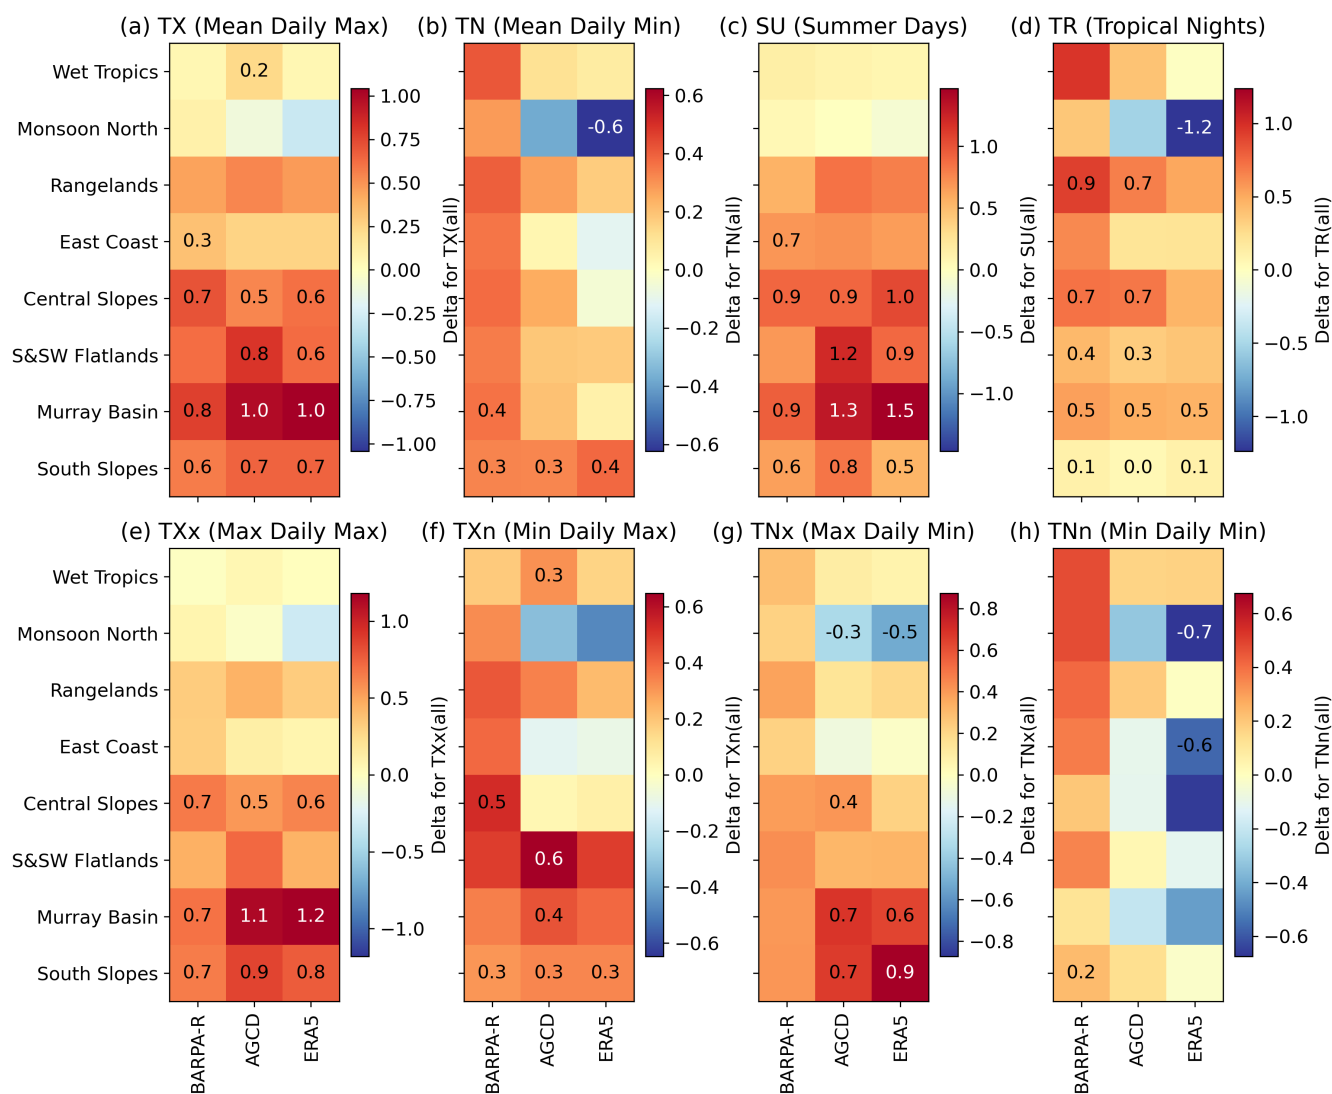 (a) TX (Mean Daily Max)
(b) TN (Mean Daily Min)
(c) SU (Summer Days)
(d) TR (Tropical Nights)
Wet Tropics
Monsoon North
Rangelands
East Coast
Central Slopes
S&SW Flatlands
Murray Basin
South Slopes
0.2
0.3
0.7 0.5 0.6
0.8 0.6
0.8 1.0 1.0
0.6 0.7 0.7
1.00
0.75
0.50
0.25
0.00
−0.25
−0.50
−0.75
−1.00
Delta for TX(all)
-0.6
0.4
0.3 0.3 0.4
0.6
0.4
0.2
0.0
−0.2
−0.4
−0.6
Delta for TN(all)
0.7
0.9 0.9 1.0
1.2 0.9
0.9 1.3 1.5
0.6 0.8 0.5
1.0
0.5
0.0
−0.5
−1.0
Delta for SU(all)
-1.2
0.9 0.7
0.7 0.7
0.4 0.3
0.5 0.5 0.5
0.1 0.0 0.1
1.0
0.5
0.0
−0.5
−1.0
Delta for TR(all)
(e) TXx (Max Daily Max)
(f) TXn (Min Daily Max)
(g) TNx (Max Daily Min)
(h) TNn (Min Daily Min)
Wet Tropics
Monsoon North
Rangelands
East Coast
Central Slopes
S&SW Flatlands
Murray Basin
South Slopes
0.7 0.5 0.6
0.7 1.1 1.2
0.7 0.9 0.8
1.0
0.5
0.0
−0.5
−1.0
Delta for TXx(all)
BARPA-R
AGCD
ERA5
0.3
0.5
0.6
0.4
0.3 0.3 0.3
0.6
0.4
0.2
0.0
−0.2
−0.4
−0.6
Delta for TXn(all)
BARPA-R
AGCD
ERA5
-0.3 -0.5
0.4
0.7 0.6
0.7 0.9
0.8
0.6
0.4
0.2
0.0
−0.2
−0.4
−0.6
−0.8
Delta for TNx(all)
BARPA-R
AGCD
ERA5
-0.7
-0.6
0.2
0.6
0.4
0.2
0.0
−0.2
−0.4
−0.6
Delta for TNn(all)
BARPA-R
AGCD
ERA5